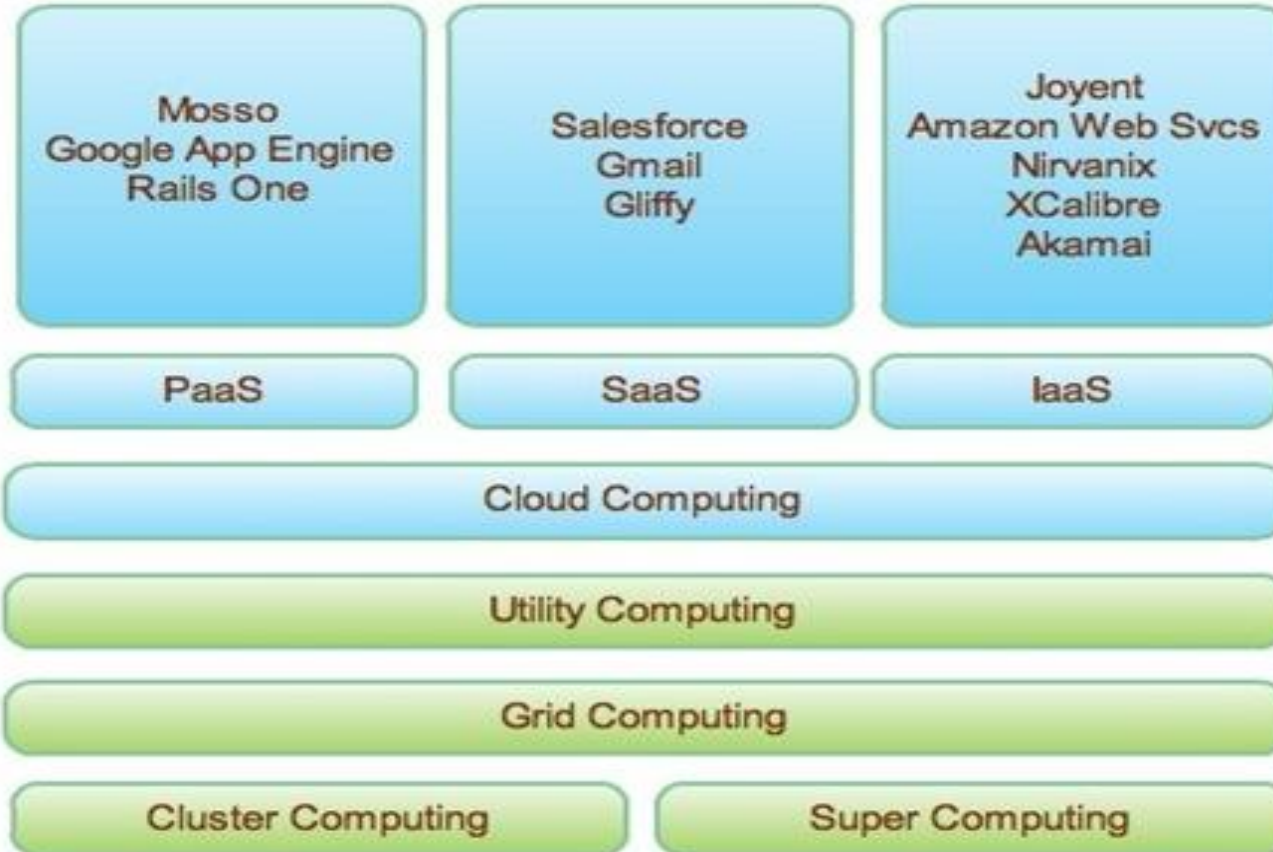 Mosso
Google App Engine
Rails One
Salesforce
Gmail
Gliffy
Joyent
Amazon Web Svcs
Nirvanix
XCalibre
Akamai
PaaS
SaaS
IaaS
Cloud Computing
Utility Computing
Grid Computing
Cluster Computing
Super Computing